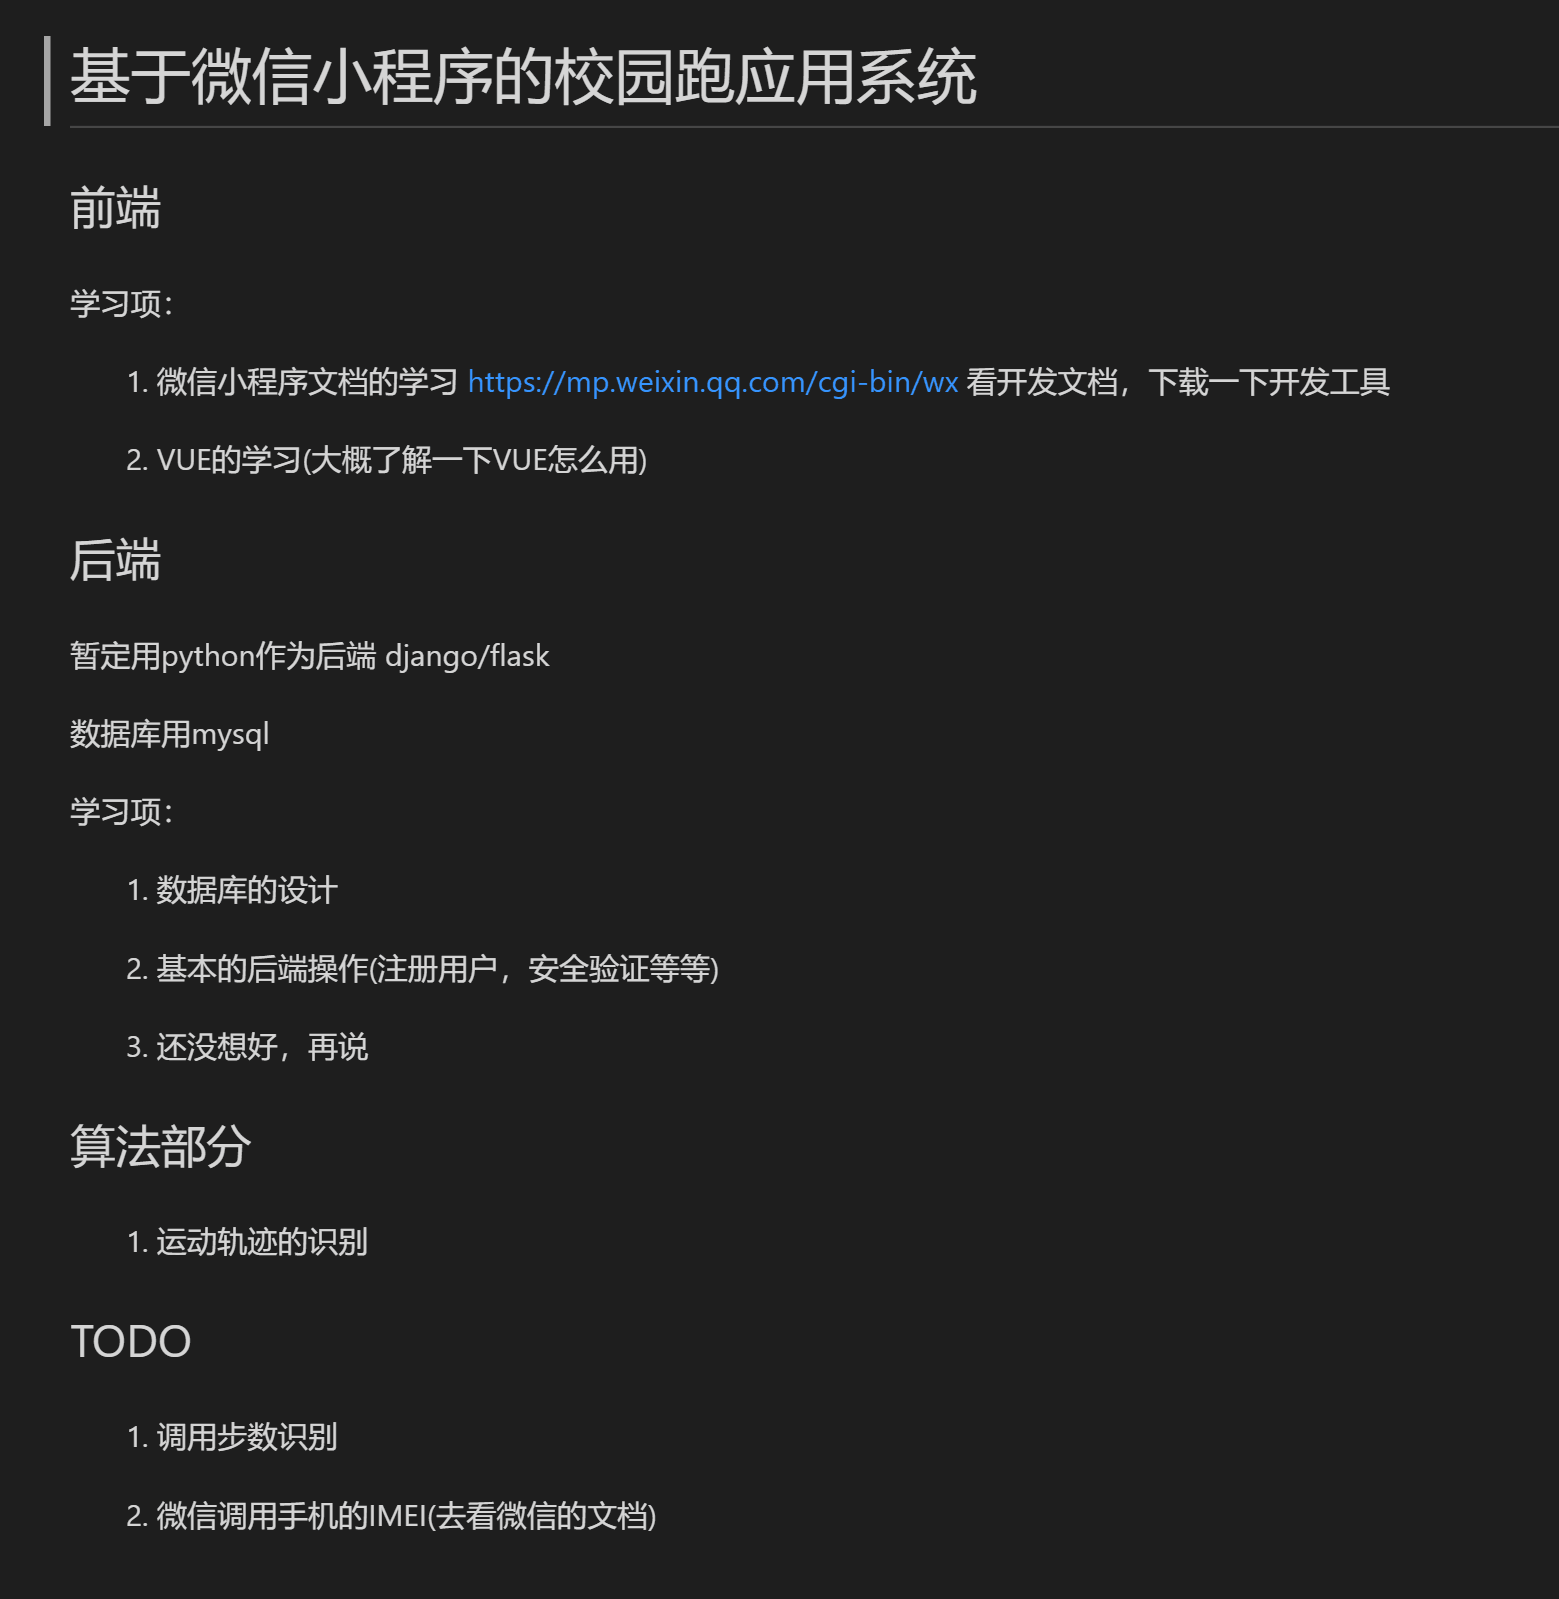 基于微信小程序的校园跑应用系统
前端
学习项：
1. 微信小程序文档的学习 https://mp.weixin.qq.com/cgi-bin/wx 看开发文档，下载一下开发工具
2. VUE的学习(大概了解一下VUE怎么用)
后端
暂定用python作为后端 django/flask
数据库用mysql
学习项：
1. 数据库的设计
2. 基本的后端操作(注册用户，安全验证等等)
3. 还没想好，再说
算法部分
1. 运动轨迹的识别
TODO
1. 调用步数识别
2. 微信调用手机的IMEI(去看微信的文档)